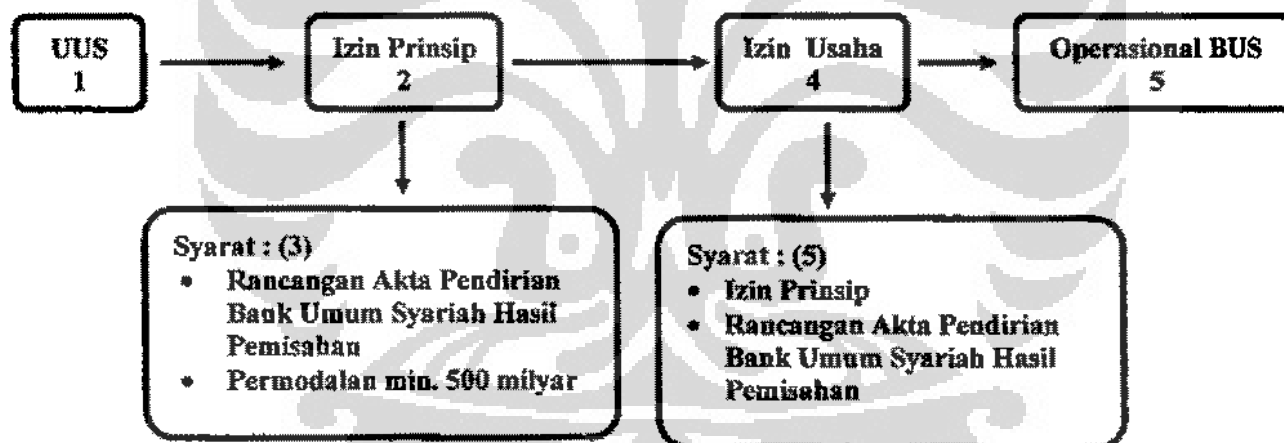 UUS
1
Izin Prinsip
2
Izin Usaha
4
Operasional BUS
5
Syarat : (3)
• Rancangan Akta Pendirian
Bank Umum Syariah Hasil
Pemisahan
• Permodalan min. 500 milyar
Syarat : (5)
• Izin Prinsip
• Rancangan Akta Pendirian
Bank Umum Syariah Hasil
Pemisahan